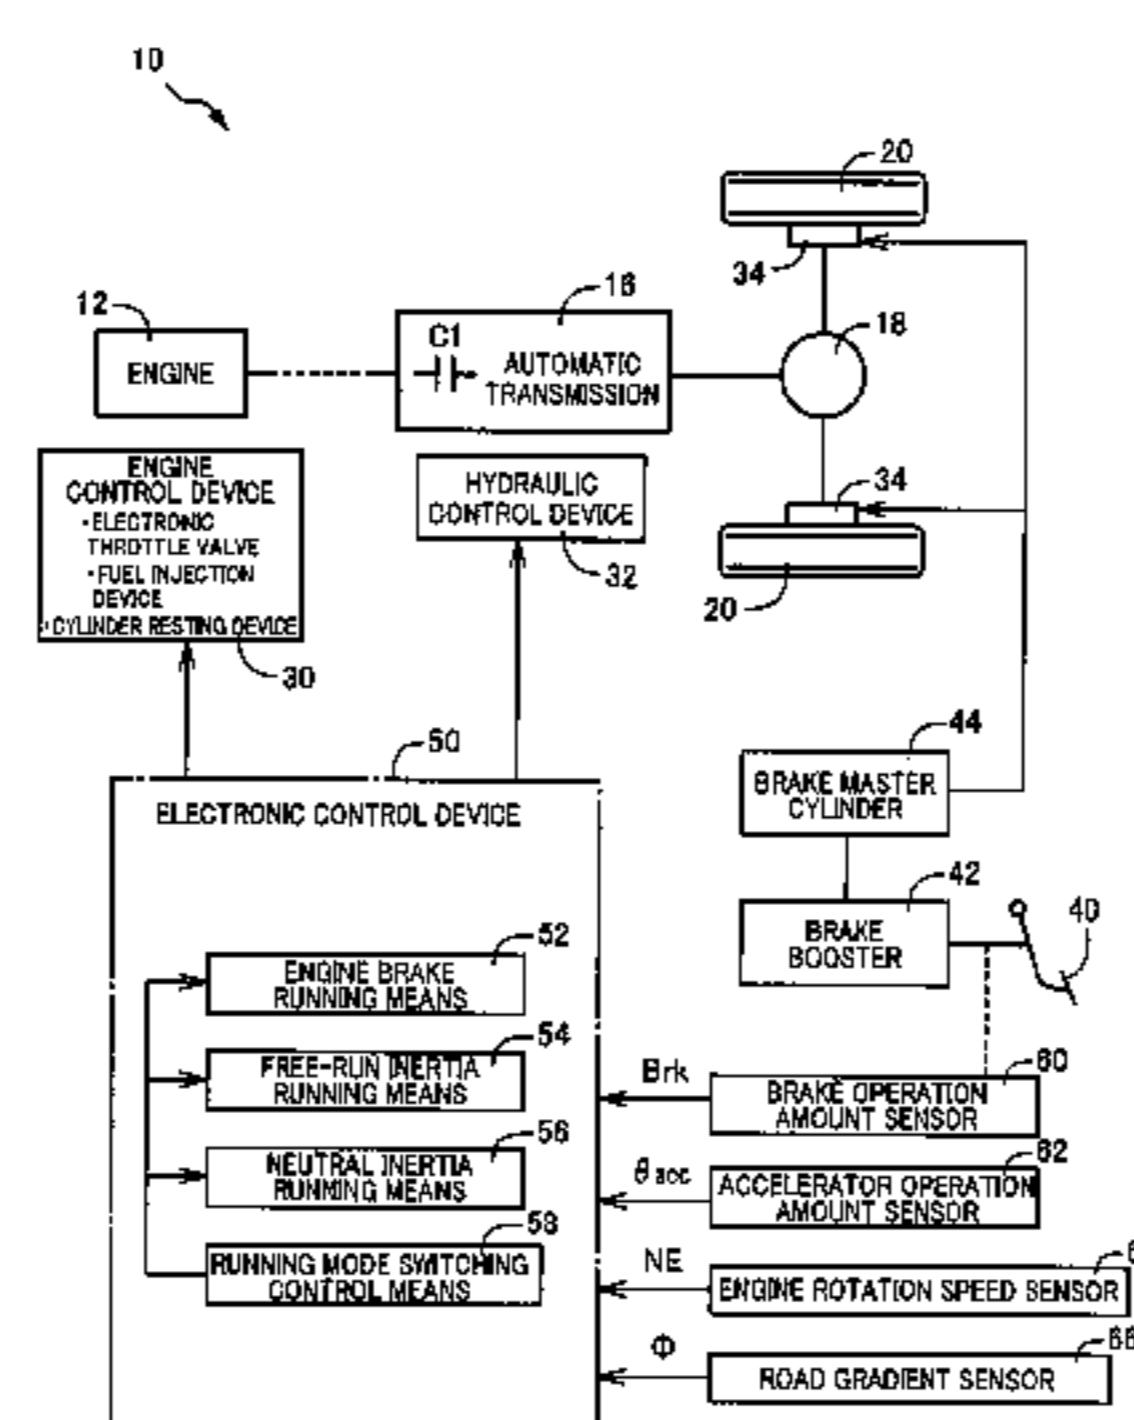 10
20
34
16
12
C1
18
ENGINE
AUTOMATIC
TRANSMISSION
ENGINE
CONTROL DEVICE
•ELECTRONIC
THROTTLE VALVE
•FUEL INJECTION
DEVICE
•CYLINDER RESTING DEVICE
30
HYDRAULIC
CONTROL DEVICE
32
34
20
50
ELECTRONIC CONTROL DEVICE
44
BRAKE MASTER
CYLINDER
42
BRAKE
BOOSTER
40
52
ENGINE BRAKE
RUNNING MEANS
54
FREE-RUN INERTIA
RUNNING MEANS
56
NEUTRAL INERTIA
RUNNING MEANS
58
RUNNING MODE SWITCHING
CONTROL MEANS
Brk
60
BRAKE OPERATION
AMOUNT SENSOR
θacc
62
ACCELERATOR OPERATION
AMOUNT SENSOR
NE
ENGINE ROTATION SPEED SENSOR
Φ
66
ROAD GRADIENT SENSOR